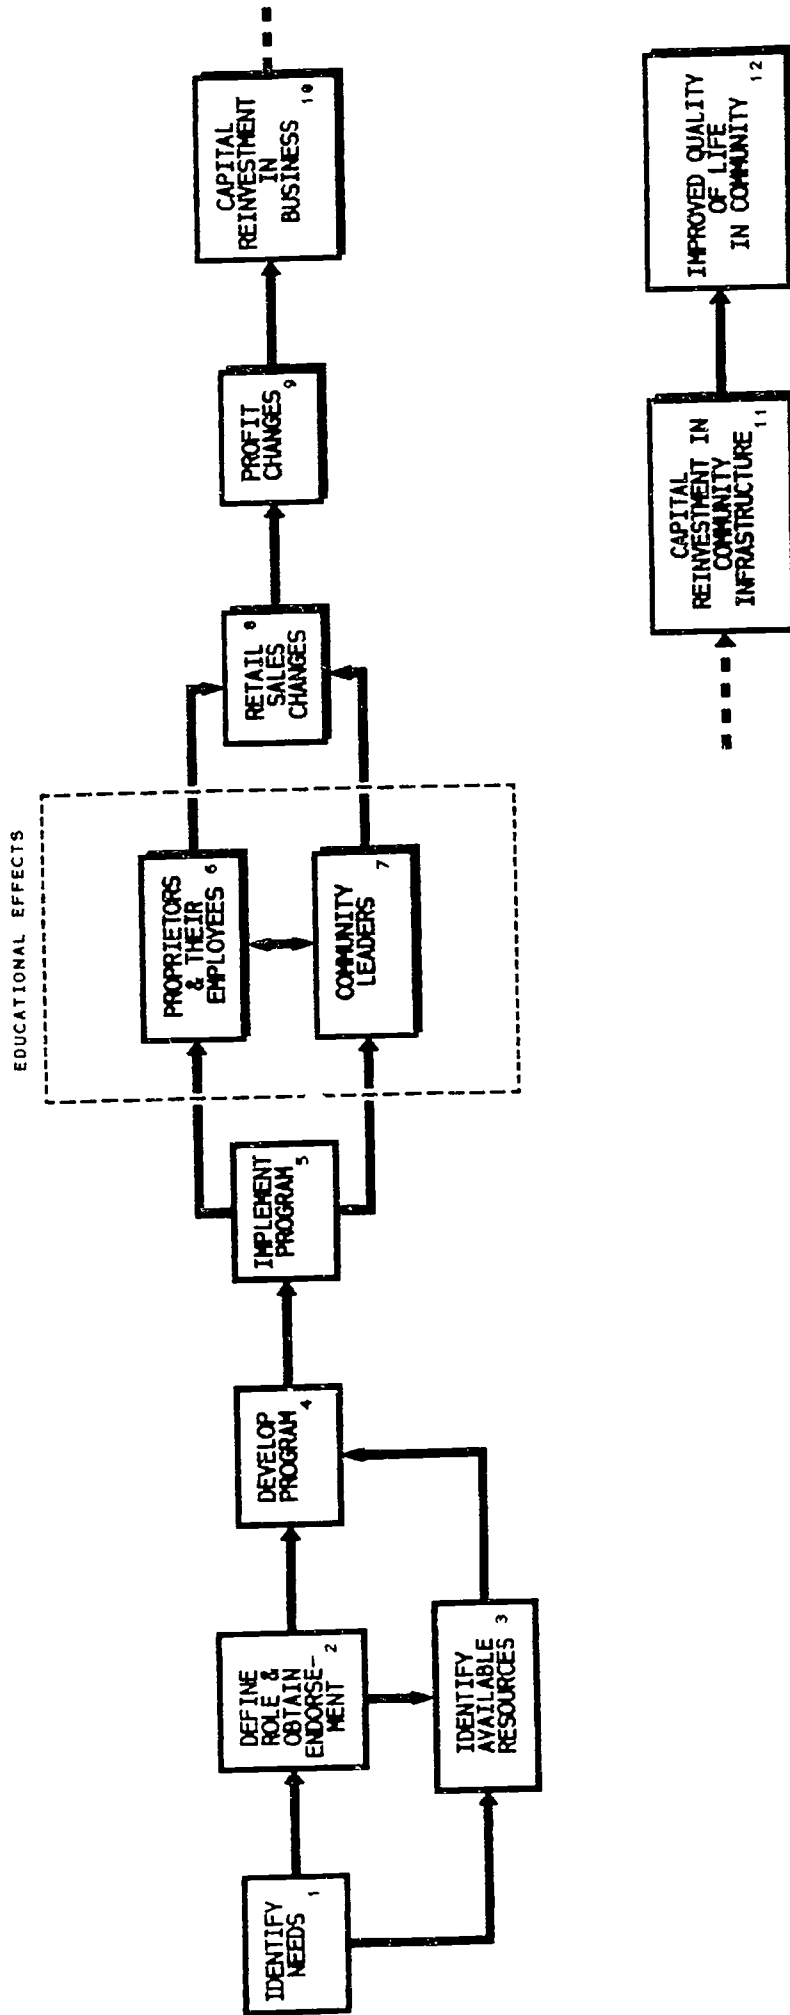 IDENTIFY
NEEDS
1
DEFINE
ROLE &
OBTAIN
ENDORSE-
MENT
2
IDENTIFY
AVAILABLE
RESOURCES
3
DEVELOP
PROGRAM
4
IMPLEMENT
PROGRAM
5
EDUCATIONAL EFFECTS
PROPRIETORS
& THEIR
EMPLOYEES
6
COMMUNITY
LEADERS
7
RETAIL
SALES
CHANGES
8
PROFIT
CHANGES
9
CAPITAL
REINVESTMENT
IN
BUSINESS
10
CAPITAL
REINVESTMENT IN
COMMUNITY
INFRASTRUCTURE
11
IMPROVED QUALITY
OF LIFE
IN COMMUNITY
12